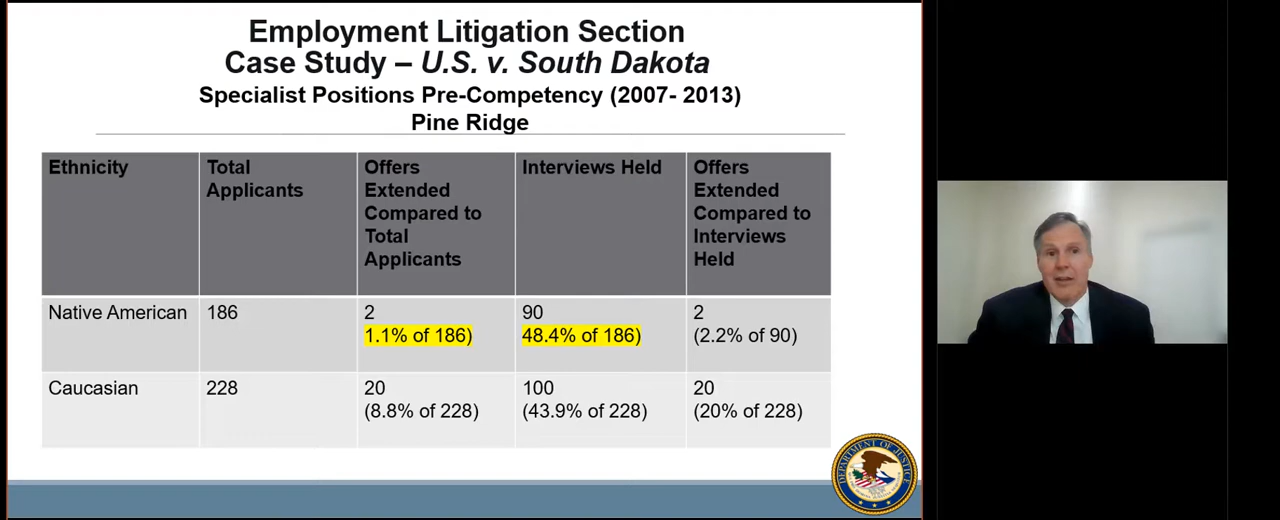 Employment Litigation Section
Case Study – U.S. v. South Dakota
Specialist Positions Pre-Competency (2007- 2013)
Pine Ridge
Ethnicity
Total
Applicants
Offers
Extended
Compared to
Total
Applicants
Interviews Held
Offers
Extended
Compared to
Interviews
Held
Native American
186
2
1.1% of 186)
90
48.4% of 186)
2
(2.2% of 90)
Caucasian
228
20
(8.8% of 228)
100
(43.9% of 228)
20
(20% of 228)
DEPARTMENT OF JUSTICE